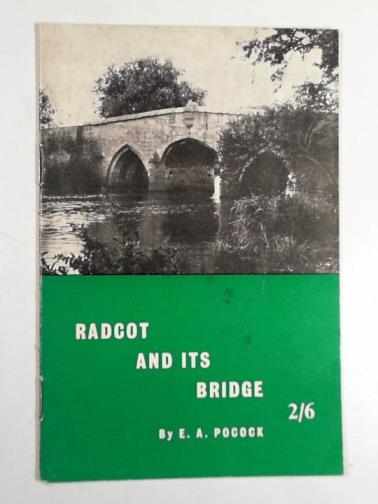 RADCOT
AND ITS
BRIDGE
2/6
By E. A. POCOCK